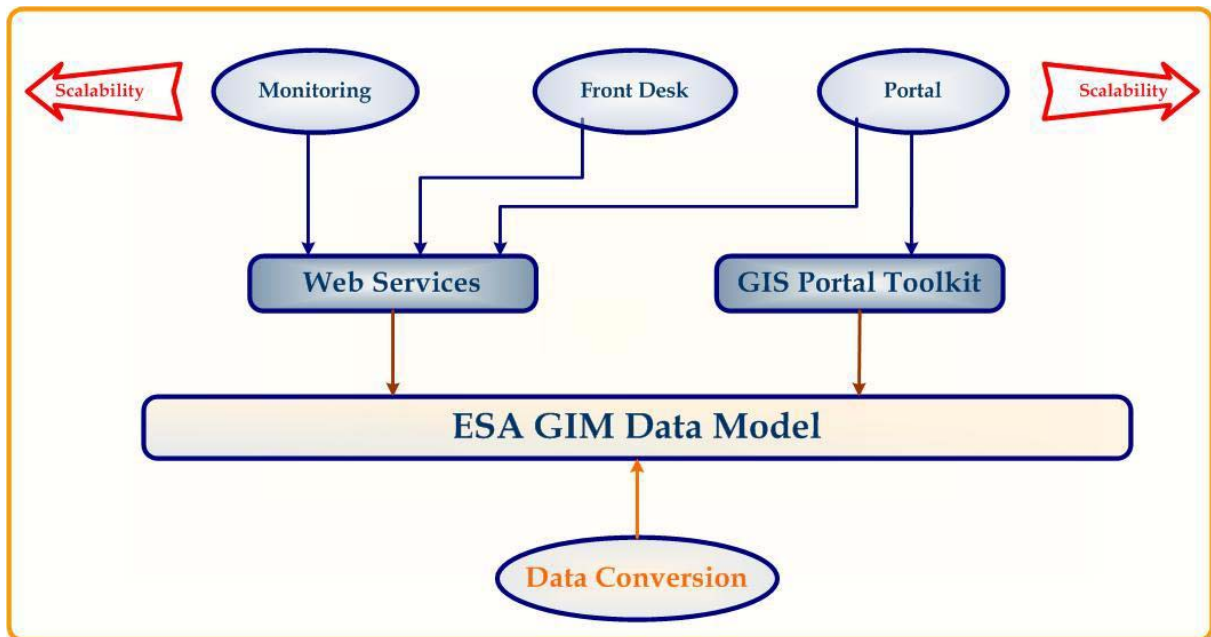 Scalability
Monitoring
Front Desk
Portal
Scalability
Web Services
GIS Portal Toolkit
ESA GIM Data Model
Data Conversion